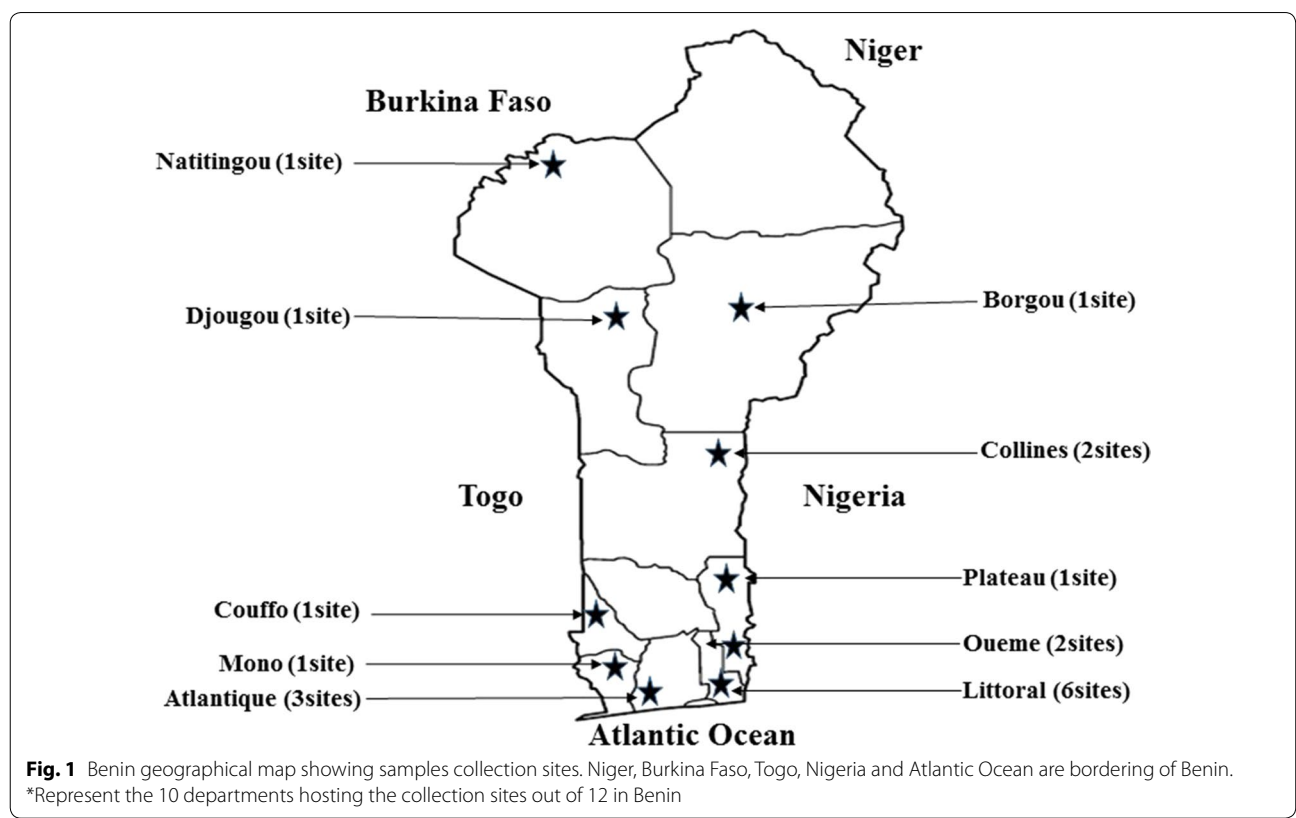 Niger
Burkina Faso
Natitingou (1site)
Djougou (1site)
Borgou (1site)
Collines (2sites)
Togo
Nigeria
Plateau (1site)
Couffo (1site)
Oueme (2sites)
Mono (1site)
Littoral (6sites)
Atlantique (3sites)
Atlantic Ocean
Fig. 1 Benin geographical map showing samples collection sites. Niger, Burkina Faso, Togo, Nigeria and Atlantic Ocean are bordering of Benin.
*Represent the 10 departments hosting the collection sites out of 12 in Benin